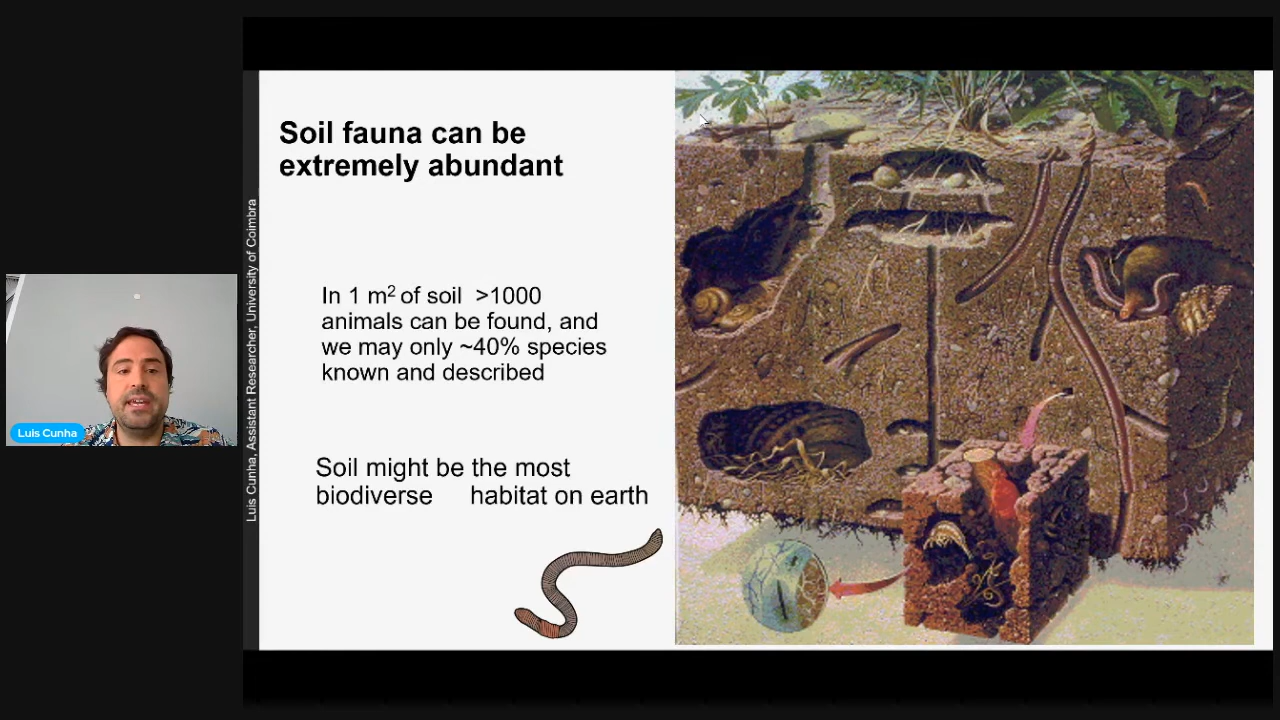 Soil fauna can be
extremely abundant
In 1 m² of soil >1000
animals can be found, and
we may only ~40% species
known and described
Soil might be the most
biodiverse habitat on earth
Luis Cunha, Assistant Researcher, University of Coimbra
Luis Cunha